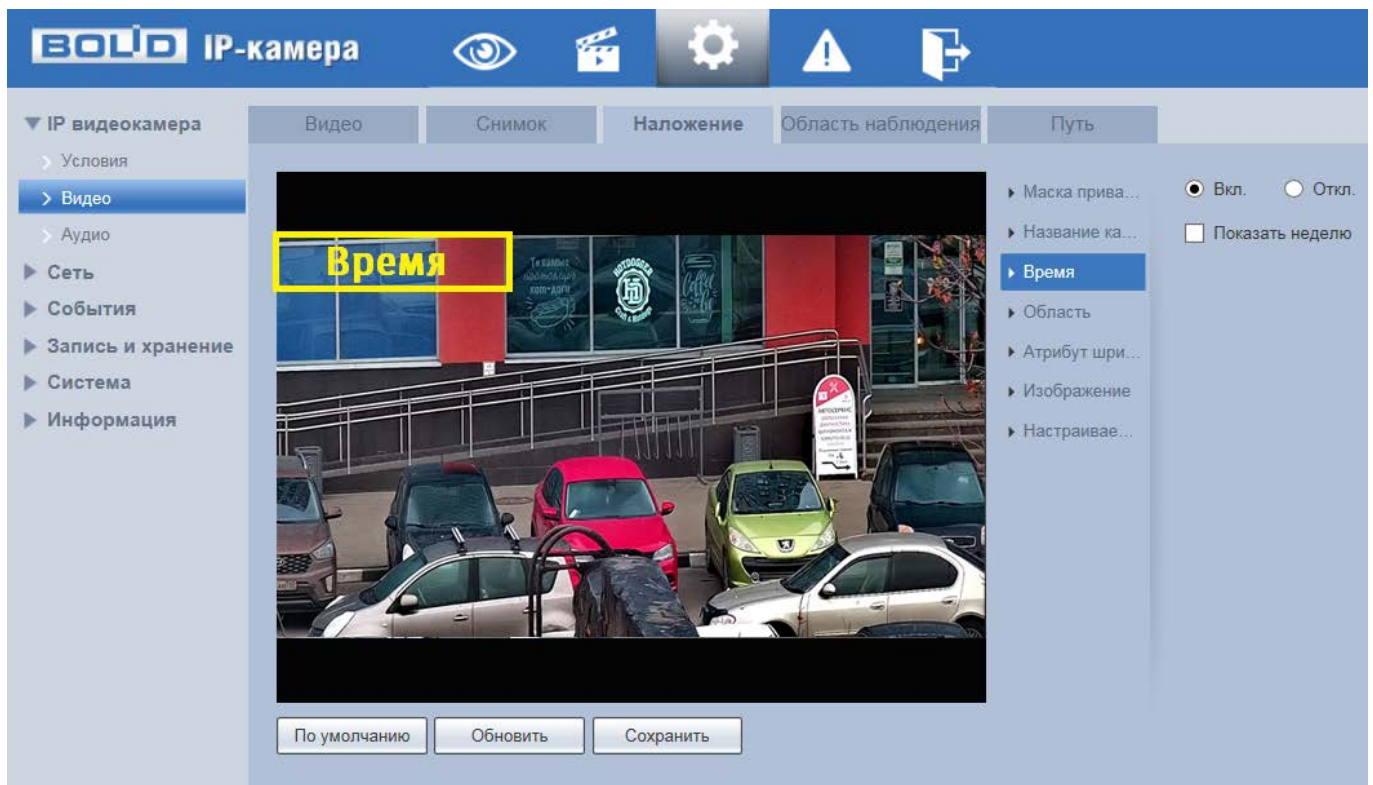 BOLID IP-камера
IP видеокамера
Условия
Видео
Аудио
Сеть
События
Запись и хранение
Система
Информация
Видео
Снимок
Наложение
Область наблюдения
Путь
Время
HOTDOGGER
АВТОСЕРВИС
Маска прива...
Название ка...
Время
Область
Атрибут шри...
Изображение
Настраивае...
Вкл.
Откл.
Показать неделю
По умолчанию
Обновить
Сохранить